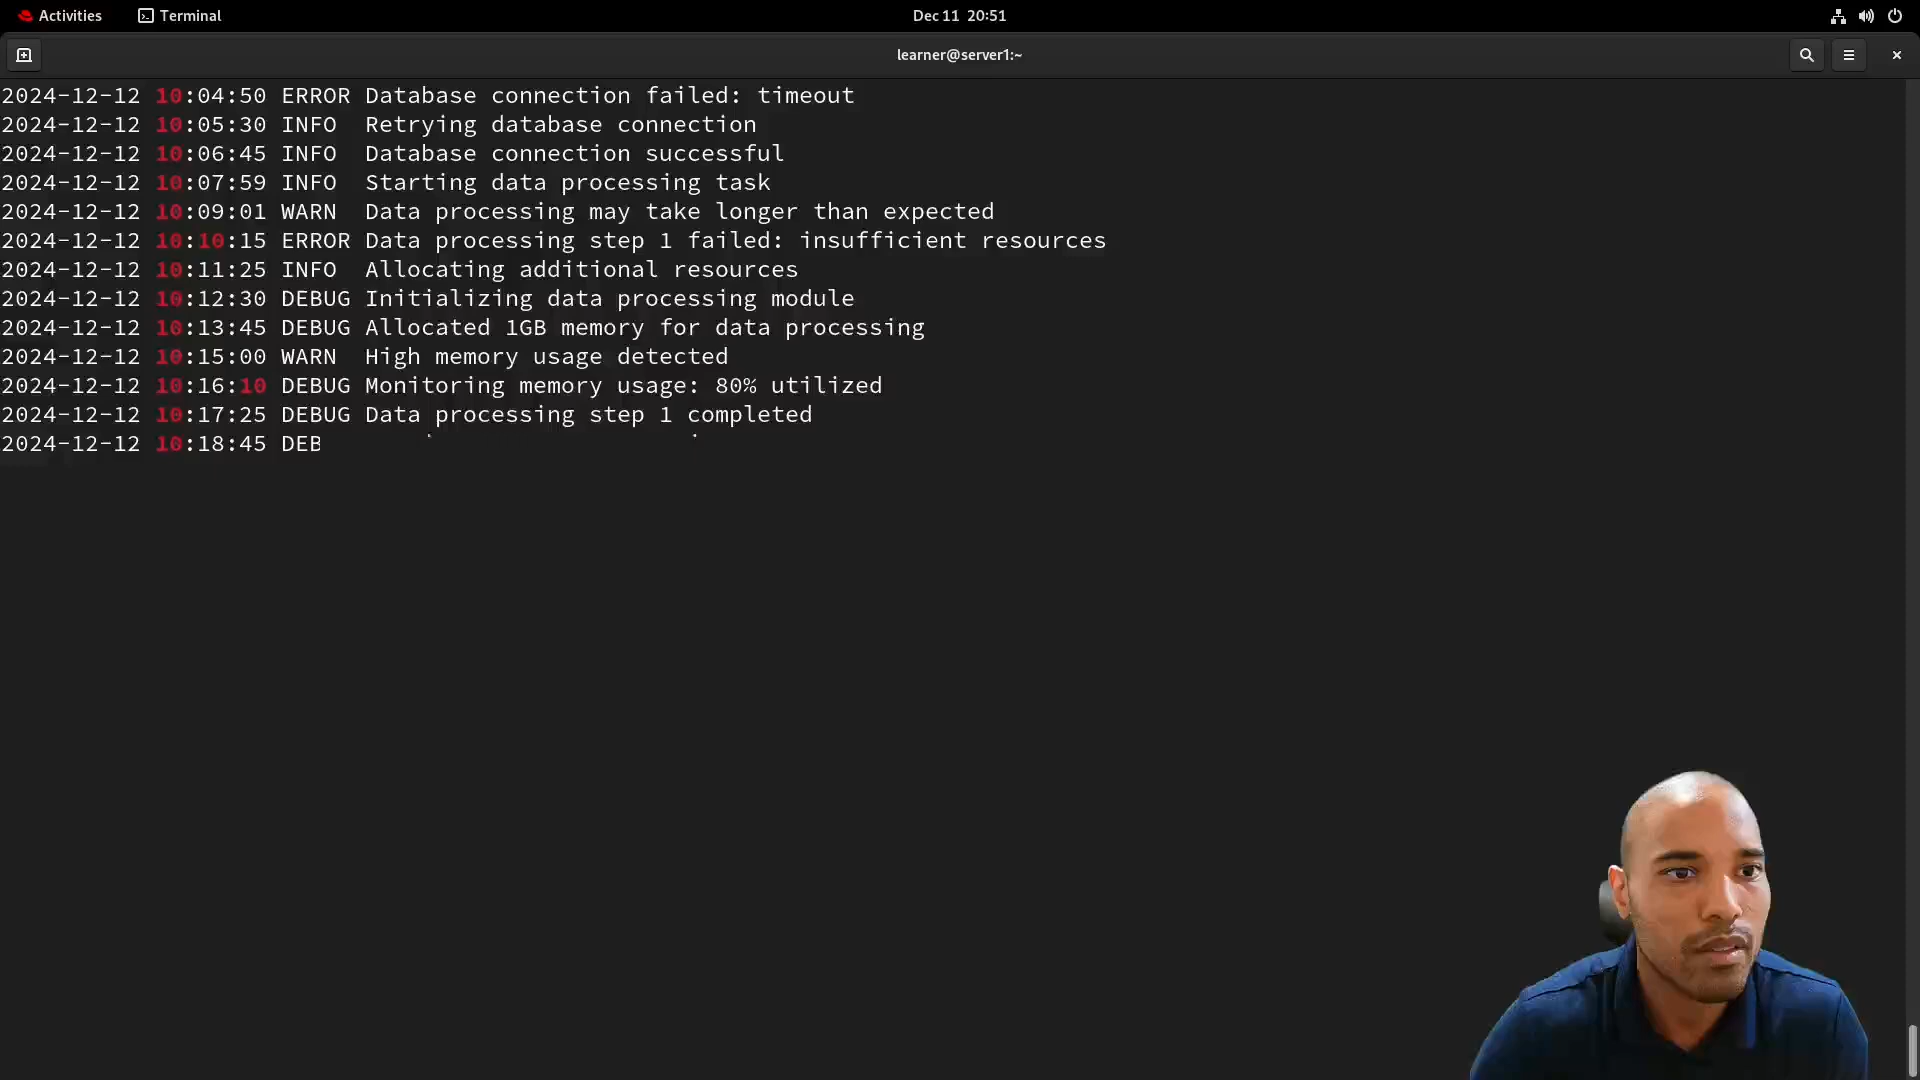 Activities Terminal Dec 11 20:51
learner@server1:~
2024-12-12 10:04:50 ERROR Database connection failed: timeout
2024-12-12 10:05:30 INFO  Retrying database connection
2024-12-12 10:06:45 INFO  Database connection successful
2024-12-12 10:07:59 INFO  Starting data processing task
2024-12-12 10:09:01 WARN  Data processing may take longer than expected
2024-12-12 10:10:15 ERROR Data processing step 1 failed: insufficient resources
2024-12-12 10:11:25 INFO  Allocating additional resources
2024-12-12 10:12:30 DEBUG Initializing data processing module
2024-12-12 10:13:45 DEBUG Allocated 1GB memory for data processing
2024-12-12 10:15:00 WARN  High memory usage detected
2024-12-12 10:16:10 DEBUG Monitoring memory usage: 80% utilized
2024-12-12 10:17:25 DEBUG Data processing step 1 completed
2024-12-12 10:18:45 DEB